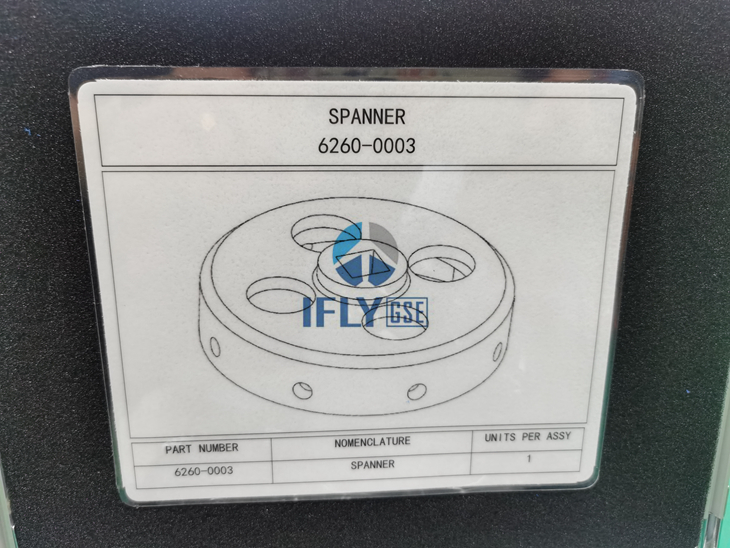 SPANNER
6260-0003
IFLY GSE
PART NUMBER NOMENCLATURE UNITS PER ASSY
6260-0003 SPANNER 1